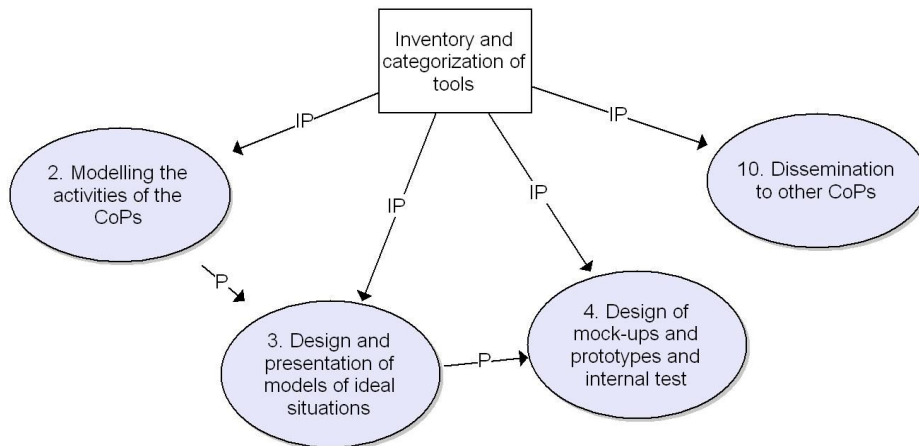 Inventory and
categorization of
tools
IP
IP
IP
IP
2. Modelling the
activities of the
CoPs
10. Dissemination
to other CoPs
P
3. Design and
presentation of
models of ideal
situations
P
4. Design of
mock-ups and
prototypes and
internal test